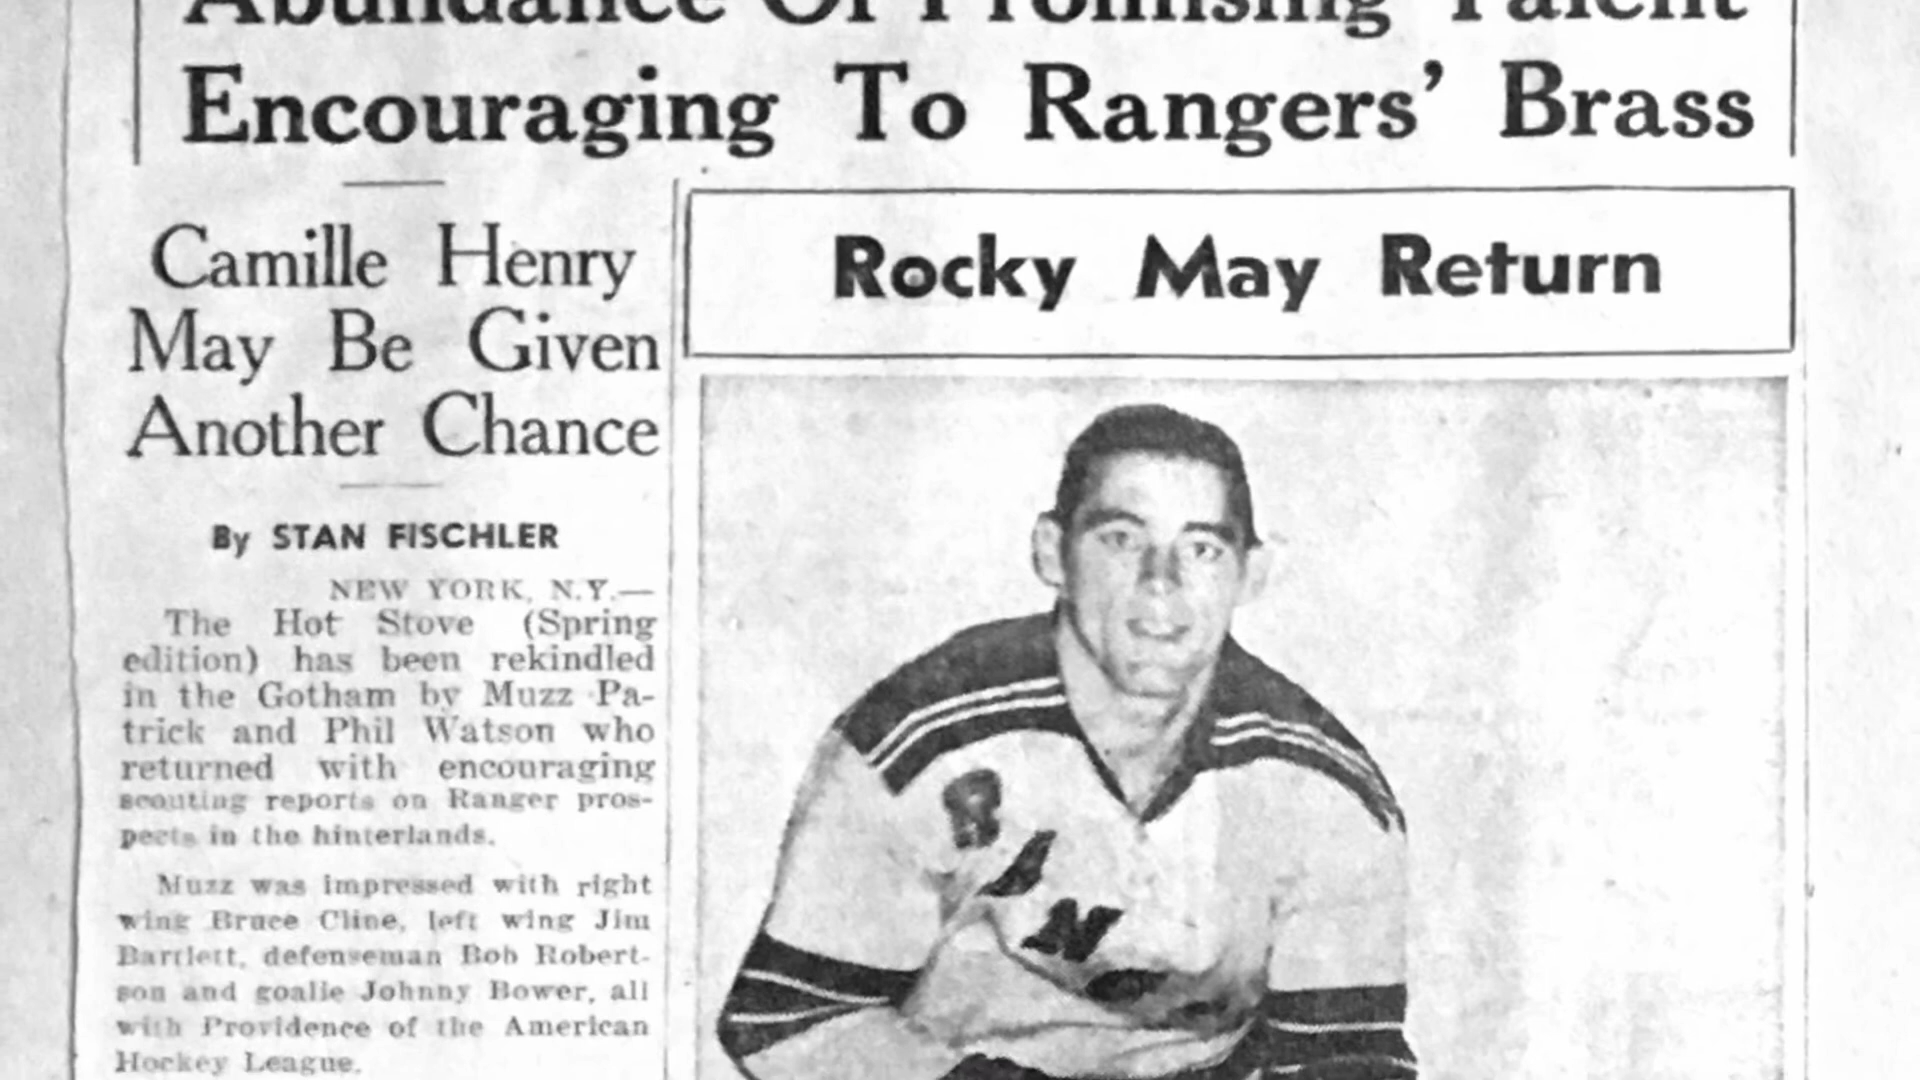 Abundance Of Promising Talent
Encouraging To Rangers' Brass
Camille Henry
May Be Given
Another Chance
By STAN FISCHLER
NEW YORK, N.Y.—
The Hot Stove (Spring
edition) has been rekindled
in the Gotham by Muzz Pa-
trick and Phil Watson who
returned with encouraging
scouting reports on Ranger pros-
pects in the hinterlands.
Muzz was impressed with right
wing Bruce Cline, left wing Jim
Bartlett, defenseman Bob Robert-
son and goalie Johnny Bower, all
with Providence of the American
Hockey League.
Rocky May Return
R
A
N